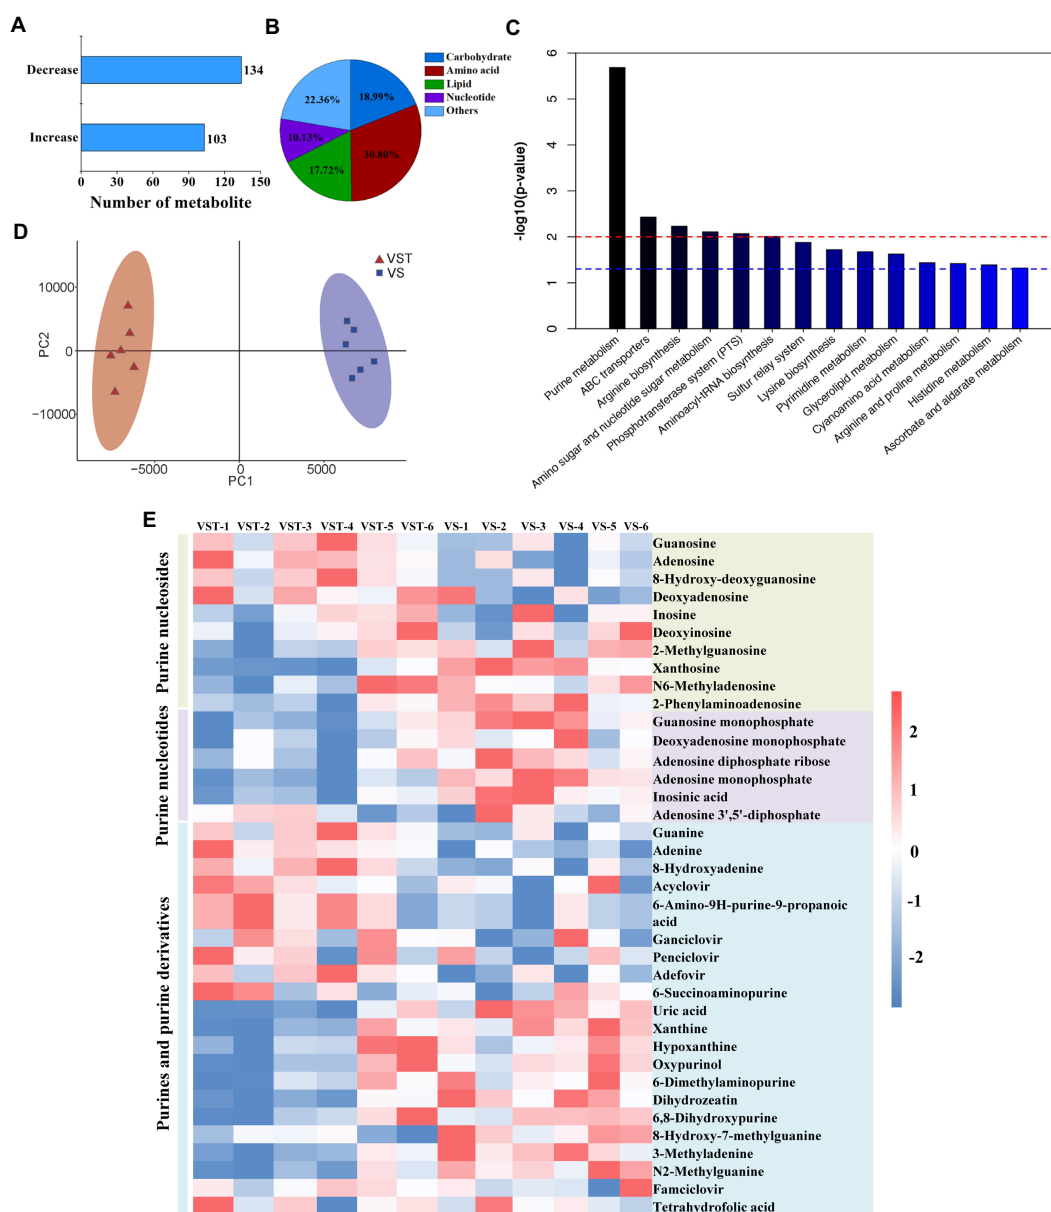 A
Decrease
134
Increase
103
0 30 60 90 120 150
Number of metabolite
B
18.99%
30.80%
17.72%
10.13%
22.36%
Carbohydrate
Amino acid
Lipid
Nucleotide
Others
C
-log10(p-value)
6
5
4
3
2
1
0
Purine metabolism
ABC transporters
Arginine biosynthesis
Amino sugar and nucleotide sugar metabolism
Phosphotransferase system (PTS)
Aminoacyl-tRNA biosynthesis
Sulfur relay system
Lysine biosynthesis
Pyrimidine metabolism
Glycerolipid metabolism
Cyanoamino acid metabolism
Arginine and proline metabolism
Histidine metabolism
Ascorbate and aldarate metabolism
D
VST
VS
PC2
10000
0
−10000
−5000 0 5000
PC1
E
VST-1 VST-2 VST-3 VST-4 VST-5 VST-6 VS-1 VS-2 VS-3 VS-4 VS-5 VS-6
Purine nucleosides
Guanosine
Adenosine
8-Hydroxy-deoxyguanosine
Deoxyadenosine
Inosine
Deoxyinosine
2-Methylguanosine
Xanthosine
N6-Methyladenosine
2-Phenylaminoadenosine
Purine nucleotides
Guanosine monophosphate
Deoxyadenosine monophosphate
Adenosine diphosphate ribose
Adenosine monophosphate
Inosinic acid
Adenosine 3',5'-diphosphate
Purines and purine derivatives
Guanine
Adenine
8-Hydroxyadenine
Acyclovir
6-Amino-9H-purine-9-propanoic
acid
Ganciclovir
Penciclovir
Adefovir
6-Succinoaminopurine
Uric acid
Xanthine
Hypoxanthine
Oxypurinol
6-Dimethylaminopurine
Dihydrozeatin
6,8-Dihydroxypurine
8-Hydroxy-7-methylguanine
3-Methyladenine
N2-Methylguanine
Famciclovir
Tetrahydrofolic acid
2
1
0
-1
-2